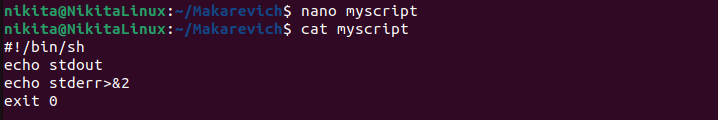 nikita@NikitaLinux:~/Makarevich$ nano myscript
nikita@NikitaLinux:~/Makarevich$ cat myscript
#!/bin/sh
echo stdout
echo stderr>&2
exit 0